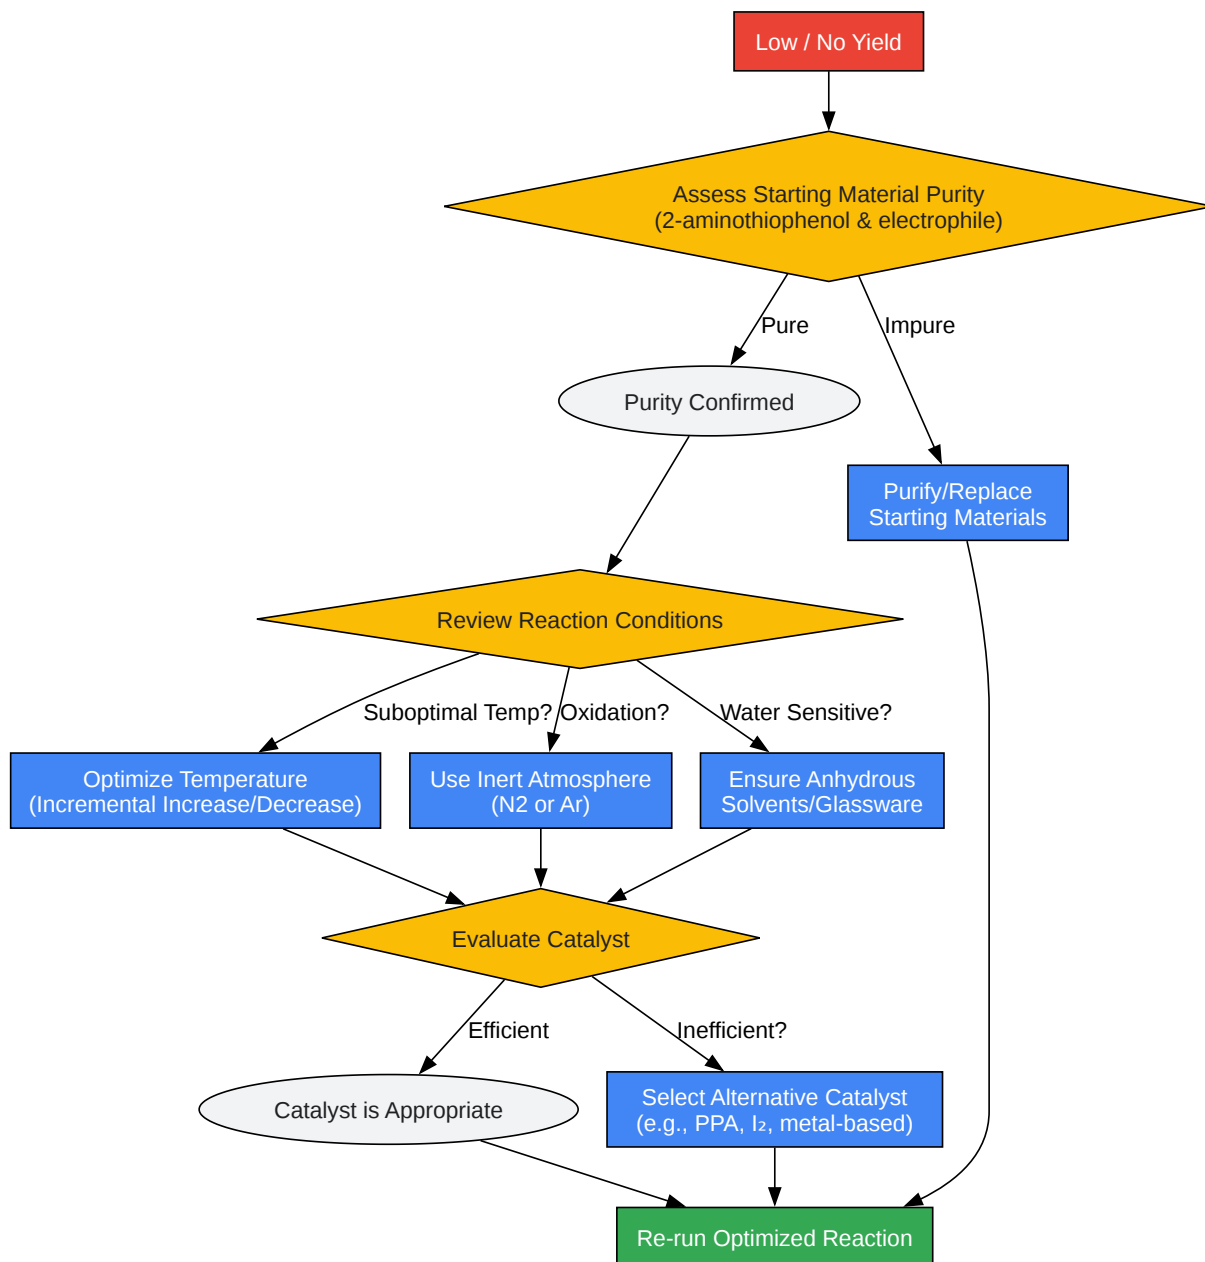 Low / No Yield
Assess Starting Material Purity
(2-aminothiophenol & electrophile)
Pure
Impure
Purity Confirmed
Purify/Replace
Starting Materials
Review Reaction Conditions
Suboptimal Temp?
Oxidation?
Water Sensitive?
Optimize Temperature
(Incremental Increase/Decrease)
Use Inert Atmosphere
(N2 or Ar)
Ensure Anhydrous
Solvents/Glassware
Evaluate Catalyst
Efficient
Inefficient?
Catalyst is Appropriate
Select Alternative Catalyst
(e.g., PPA, I₂, metal-based)
Re-run Optimized Reaction